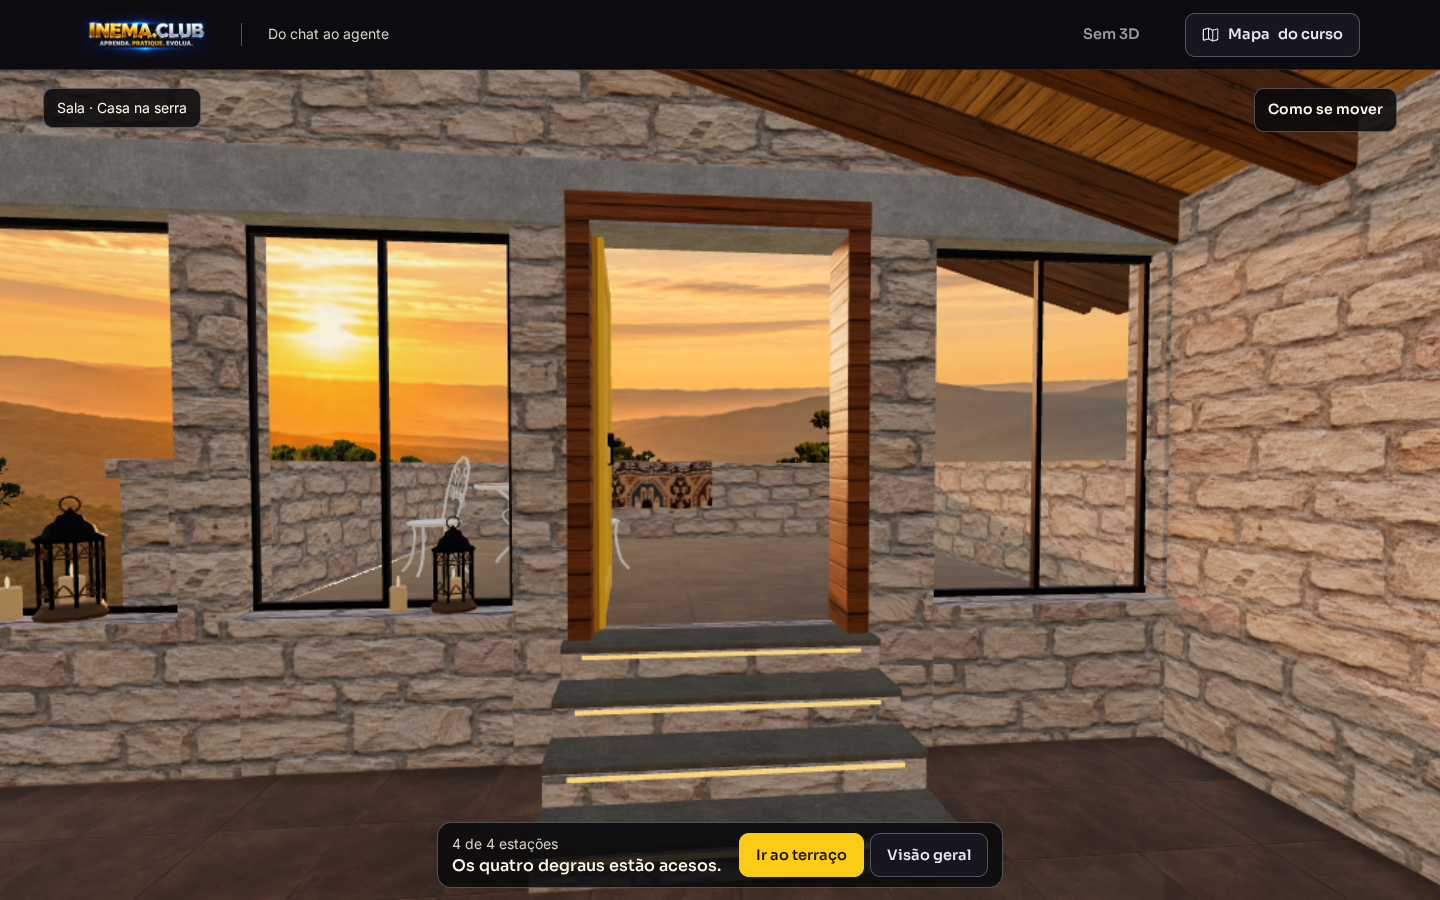 INEMA.CLUB
APRENDA. PRATIQUE. EVOLUA.
Do chat ao agente
Sem 3D
Mapa do curso
Sala · Casa na serra
Como se mover
4 de 4 estações
Os quatro degraus estão acesos.
Ir ao terraço
Visão geral